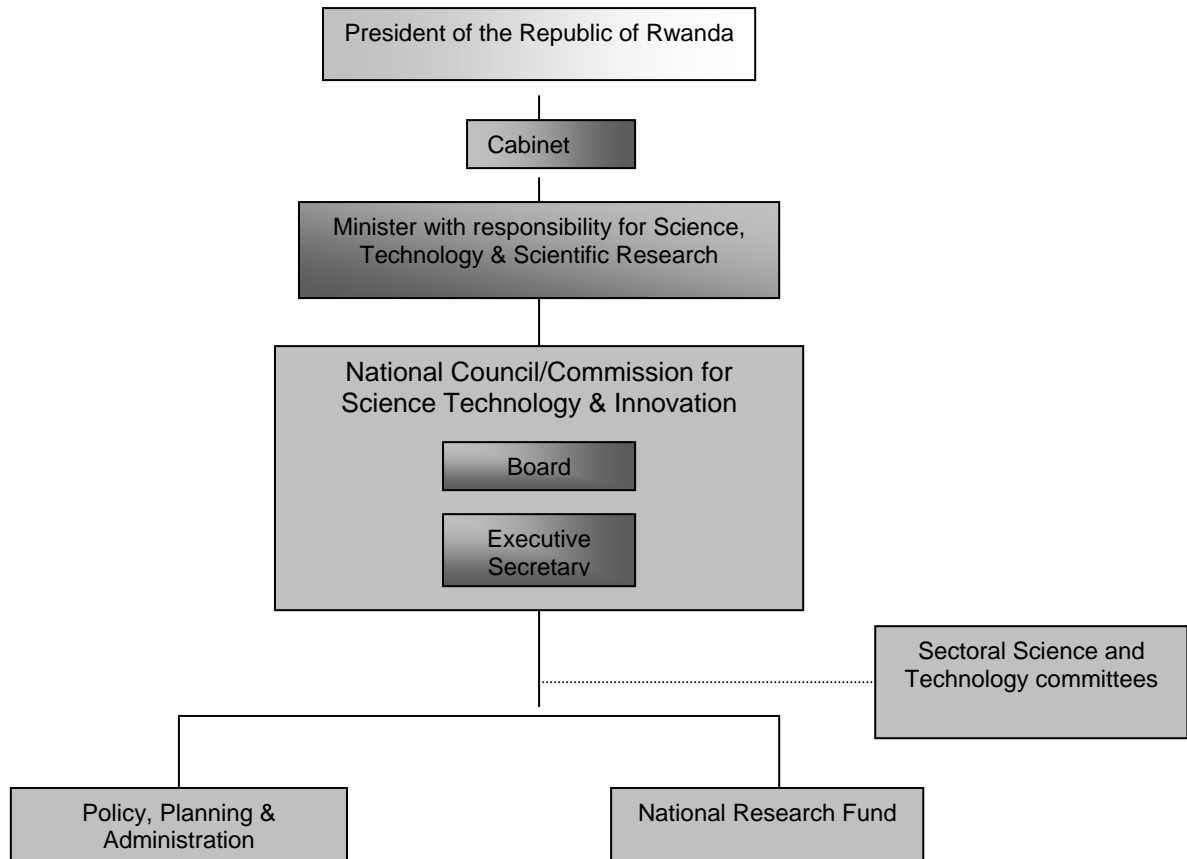 President of the Republic of Rwanda
Cabinet
Minister with responsibility for Science,
Technology & Scientific Research
National Council/Commission for
Science Technology & Innovation
Board
Executive
Secretary
Sectoral Science and
Technology committees
Policy, Planning &
Administration
National Research Fund